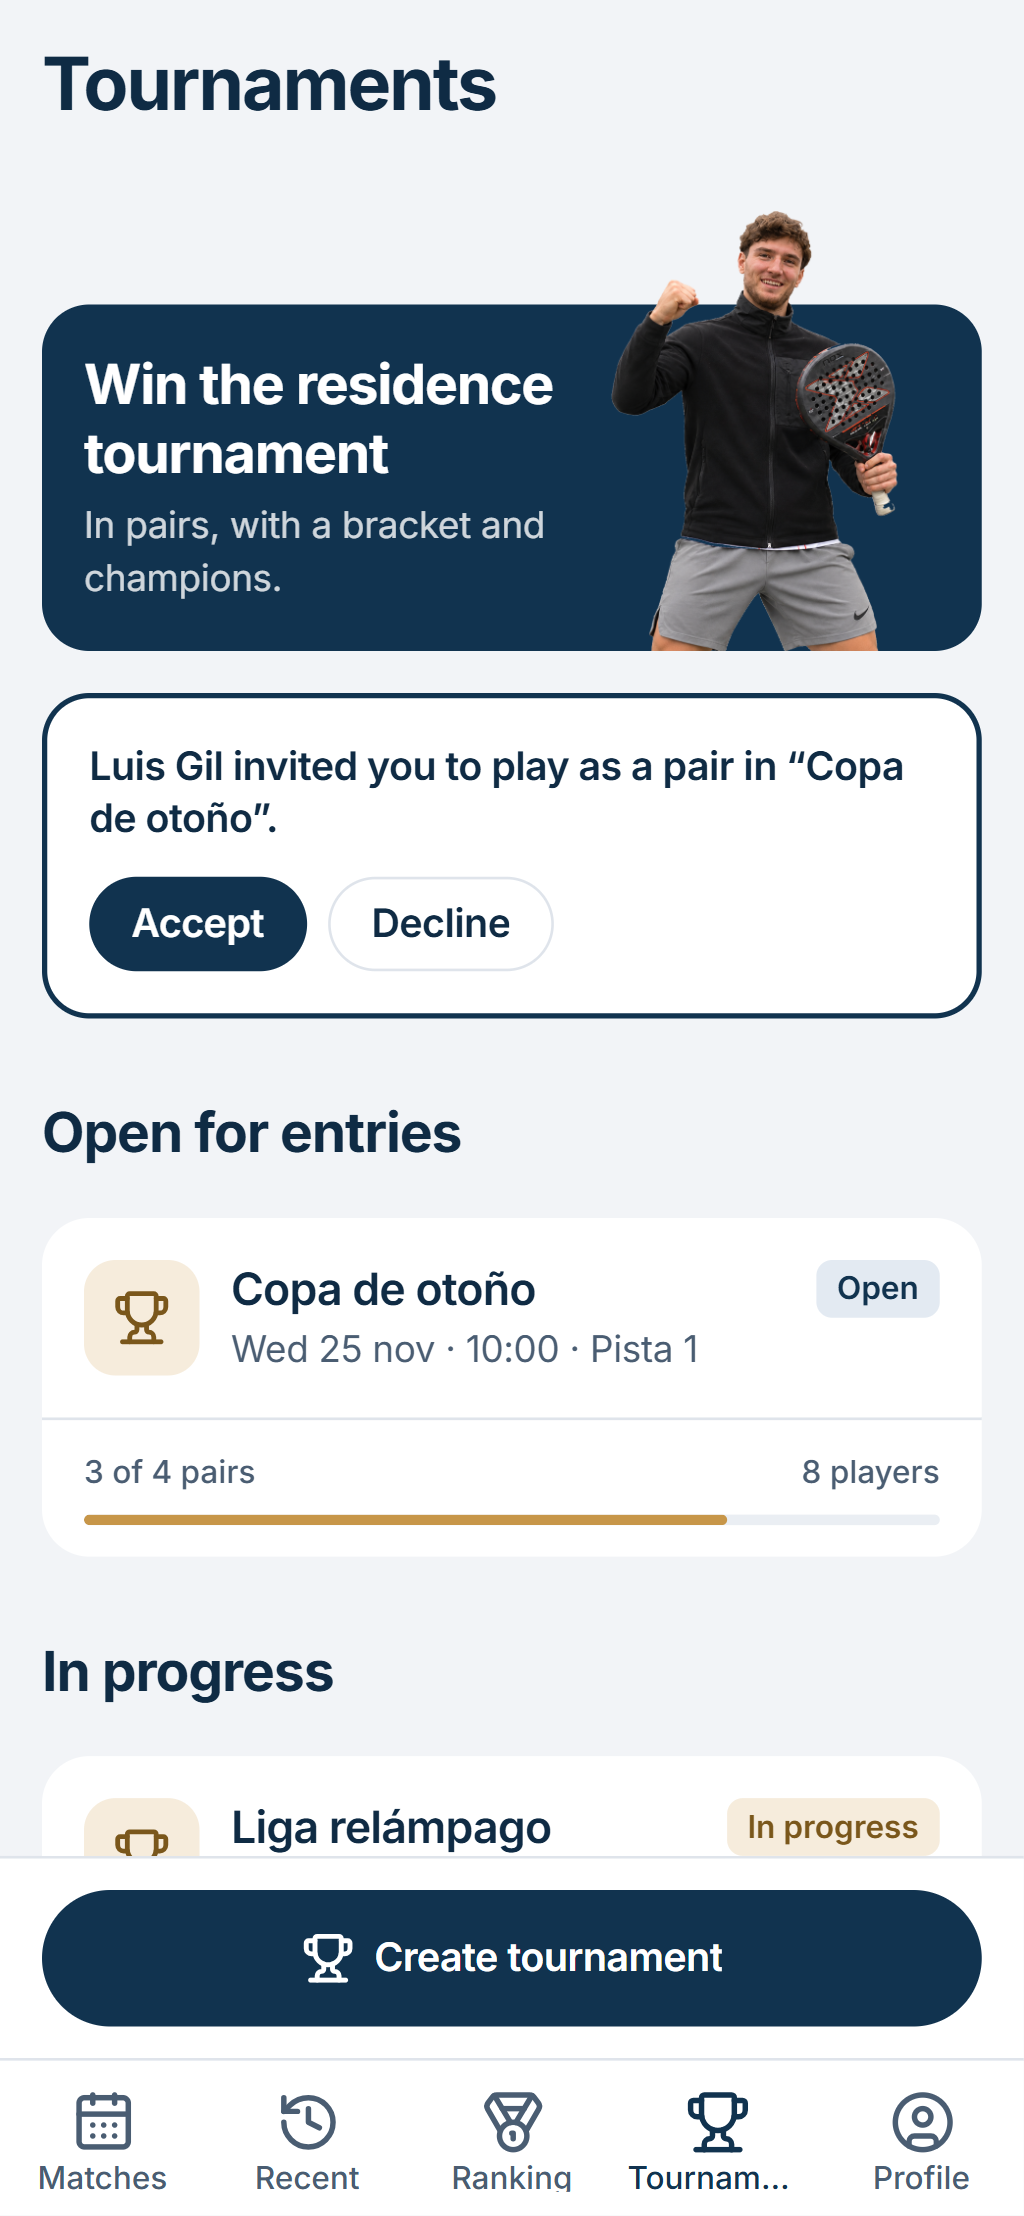 Tournaments
Win the residence
tournament
In pairs, with a bracket and
champions.
Luis Gil invited you to play as a pair in “Copa
de otoño”.
Accept
Decline
Open for entries
Copa de otoño
Open
Wed 25 nov · 10:00 · Pista 1
3 of 4 pairs
8 players
In progress
Liga relámpago
In progress
Create tournament
Matches
Recent
Ranking
Tournam...
Profile